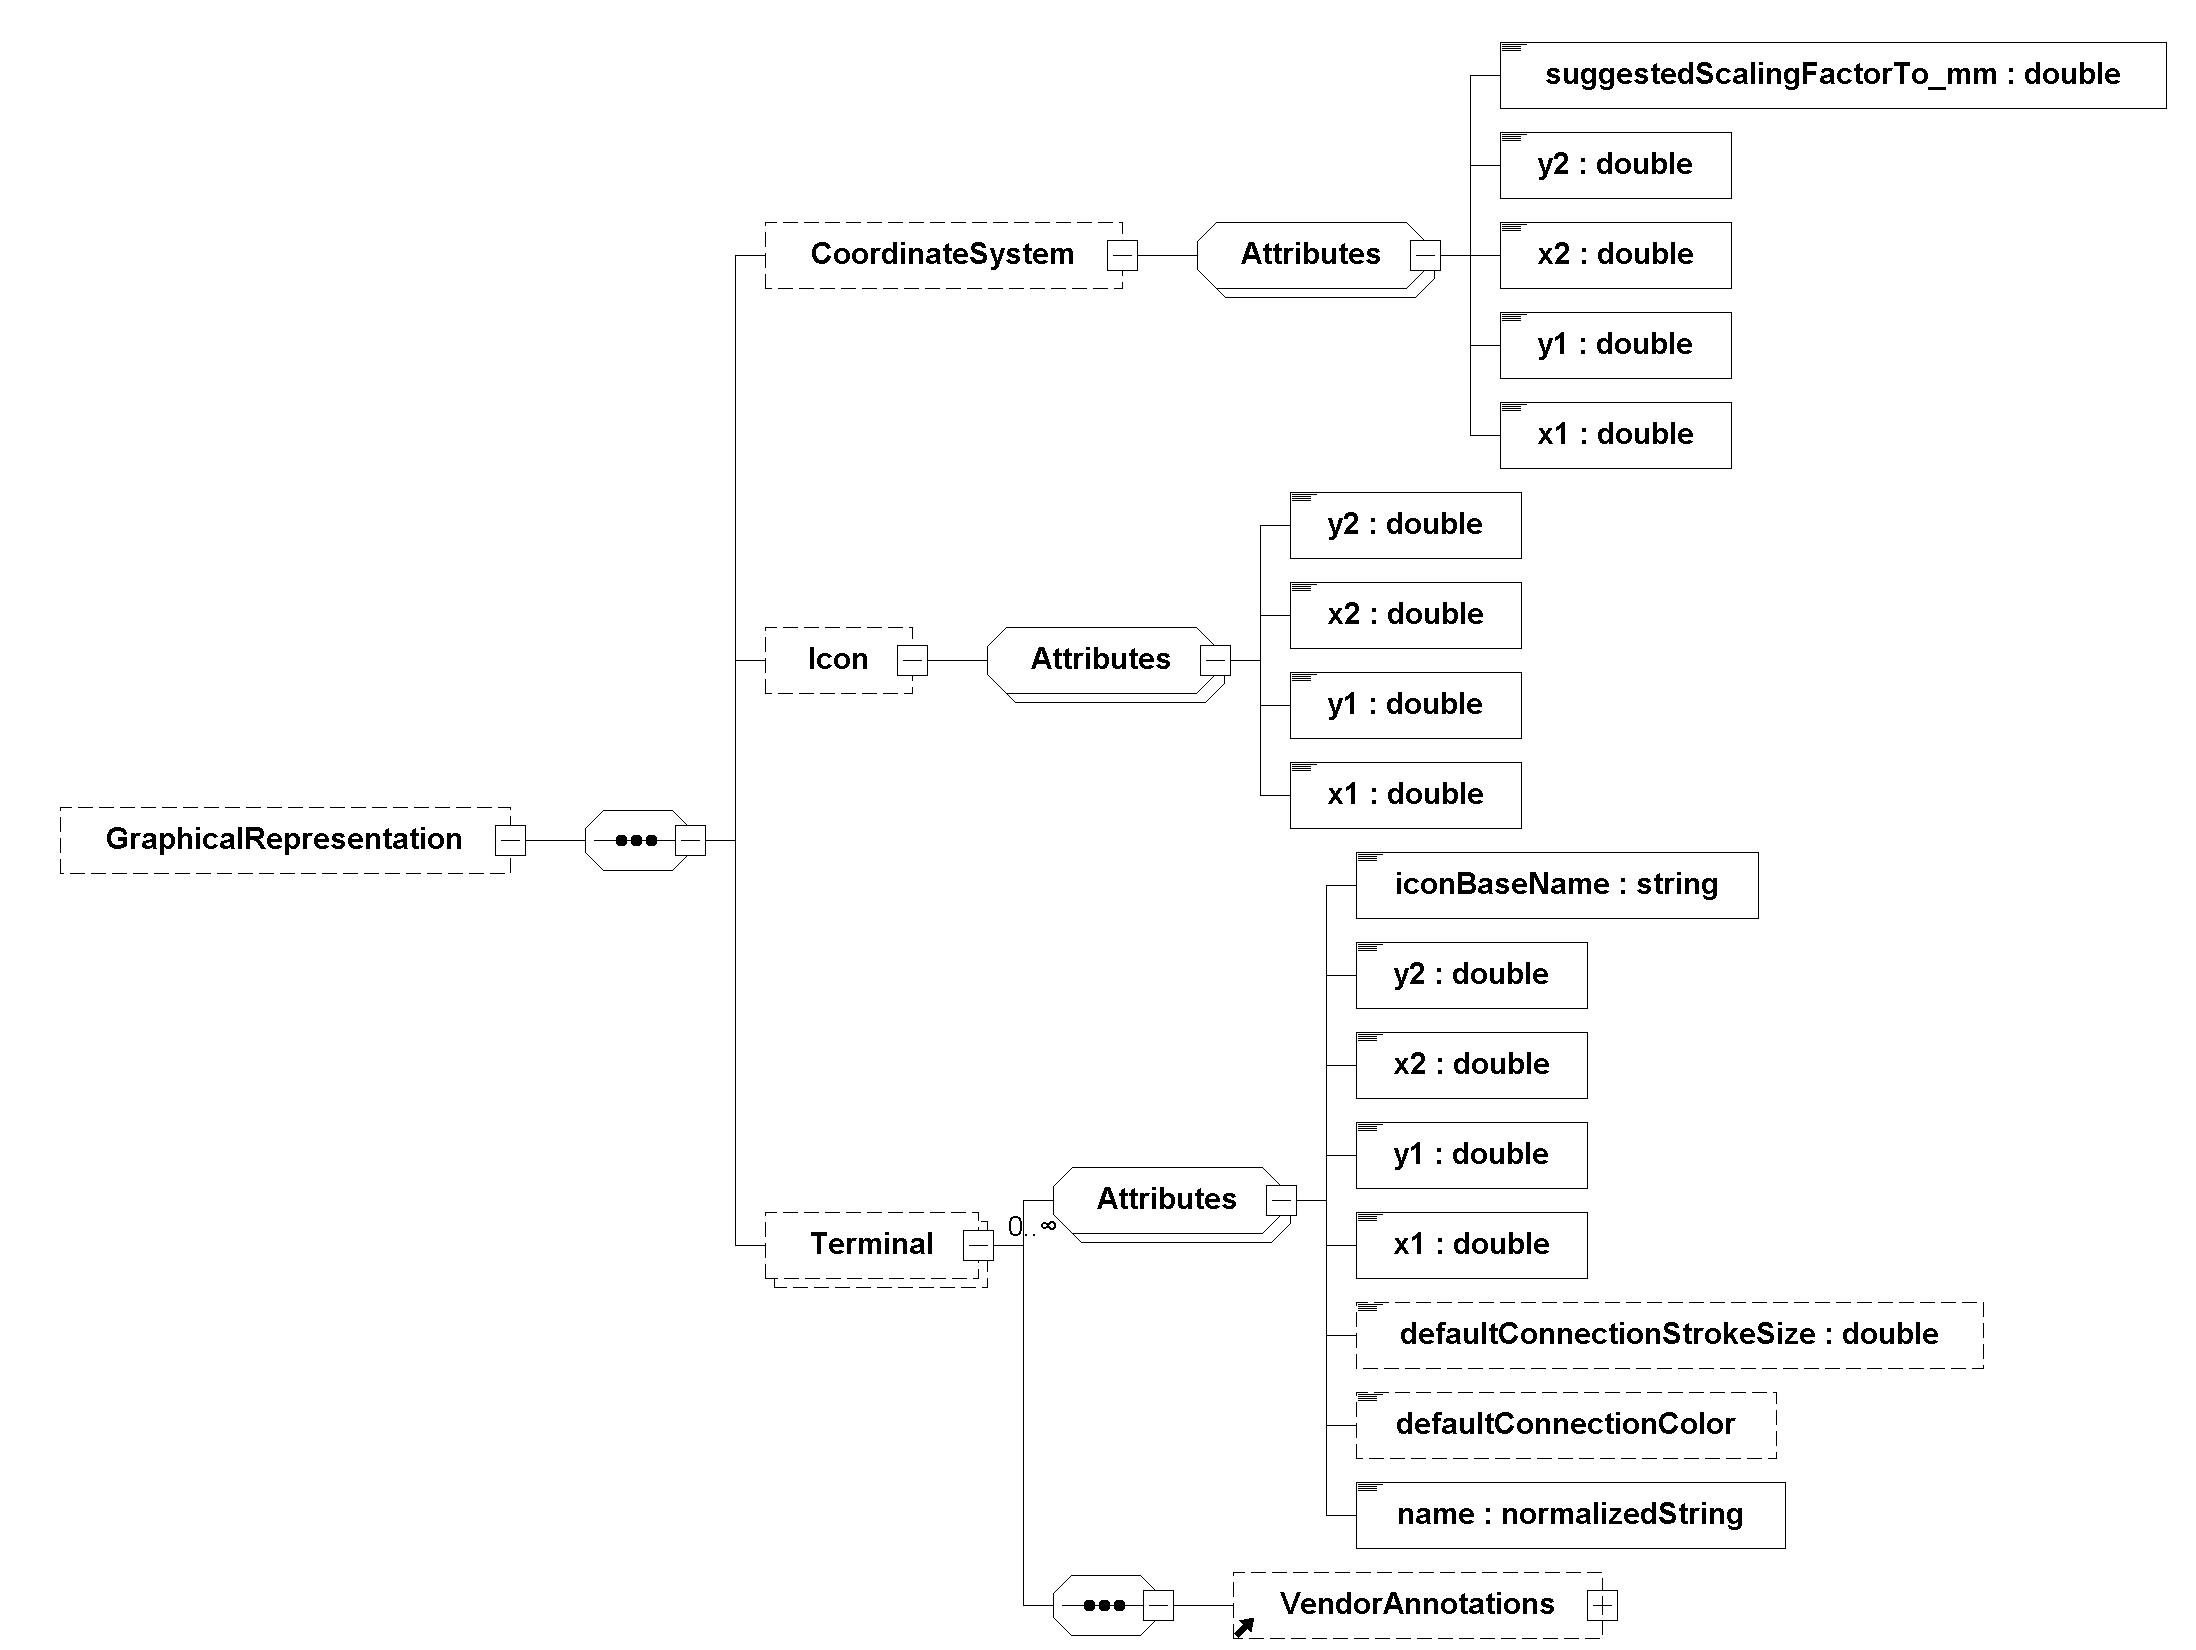 suggestedScalingFactorTo_mm : double
y2 : double
CoordinateSystem
Attributes
x2 : double
y1 : double
x1 : double
y2 : double
x2 : double
Icon
Attributes
y1 : double
x1 : double
GraphicalRepresentation
iconBaseName : string
y2 : double
x2 : double
y1 : double
Attributes
0..∞
Terminal
x1 : double
defaultConnectionStrokeSize : double
defaultConnectionColor
name : normalizedString
VendorAnnotations